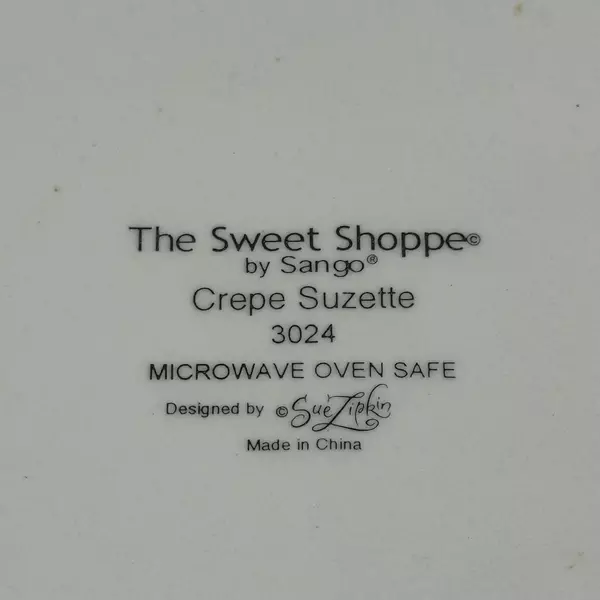 The Sweet Shoppe©
by Sango®
Crepe Suzette
3024
MICROWAVE OVEN SAFE
Designed by © Sue Zipkin
Made in China